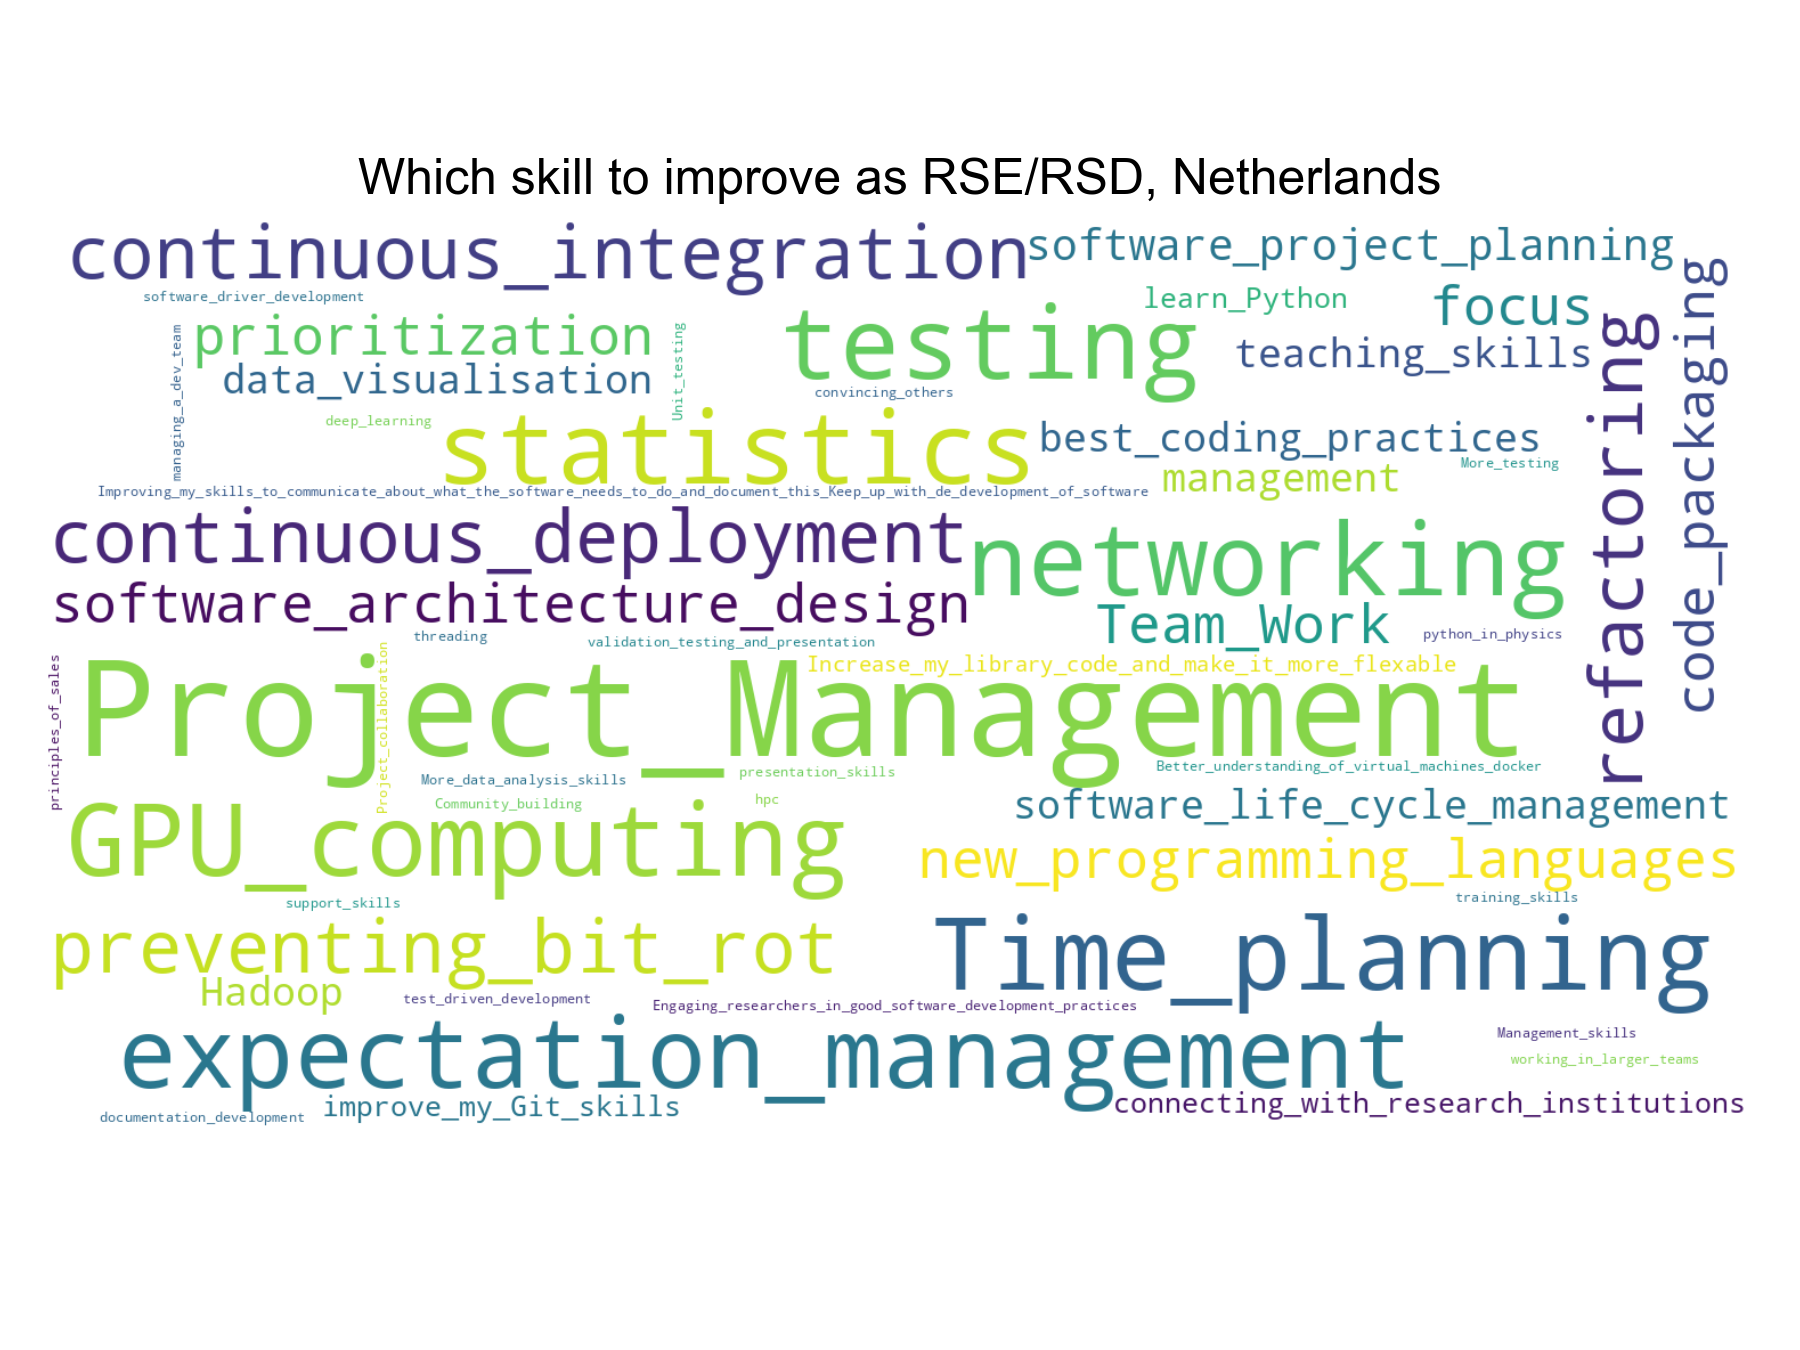 Which skill to improve as RSE/RSD, Netherlands
continuous_integration
software_project_planning
software_driver_development
learn_Python
focus
prioritization
testing
teaching_skills
data_visualisation
convincing_others
managing_a_dev_team
Unit_testing
refactoring
code_packaging
deep_learning
statistics
best_coding_practices
management
More_testing
Improving_my_skills_to_communicate_about_what_the_software_needs_to_do_and_document_this_Keep_up_with_de_development_of_software
continuous_deployment
networking
software_architecture_design
Team_Work
threading
validation_testing_and_presentation
python_in_physics
principles_of_sales
Project_collaboration
Increase_my_library_code_and_make_it_more_flexable
Project_Management
More_data_analysis_skills
presentation_skills
Better_understanding_of_virtual_machines_docker
Community_building
hpc
software_life_cycle_management
GPU_computing
new_programming_languages
support_skills
training_skills
preventing_bit_rot
Time_planning
Hadoop
test_driven_development
Engaging_researchers_in_good_software_development_practices
expectation_management
Management_skills
working_in_larger_teams
documentation_development
improve_my_Git_skills
connecting_with_research_institutions